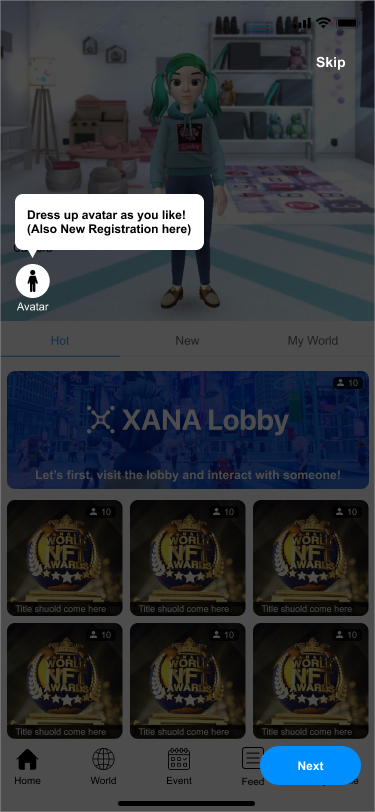 Skip
Dress up avatar as you like!
(Also New Registration here)
Avatar
Hot
New
My World
10
XANA Lobby
Let's first, visit the lobby and interact with someone!
10
10
10
WORLD
NFT
AWARDS
WORLD
NFT
AWARDS
WORLD
NFT
AWARDS
Title shuold come here
Title shuold come here
Title shuold come here
10
10
10
WORLD
NFT
AWARDS
WORLD
NFT
AWARDS
WORLD
NFT
AWARDS
Title shuold come here
Title shuold come here
Title shuold come here
Next
Home
World
Event
Feed